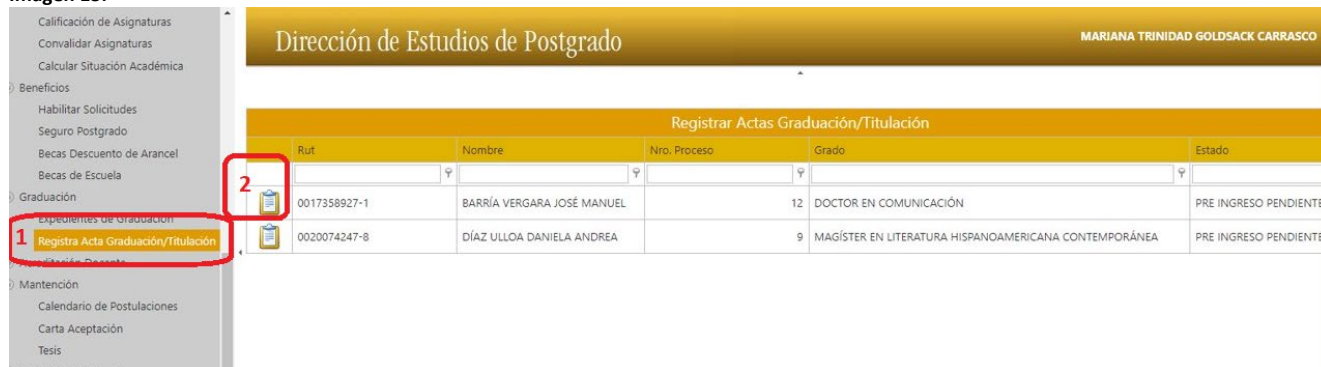 Calificación de Asignaturas
Convalidar Asignaturas
Calcular Situación Académica
Beneficios
Habilitar Solicitudes
Seguro Postgrado
Becas Descuento de Arancel
Becas de Escuela
Graduación
Expedientes de Graduación
1 Registra Acta Graduación/Titulación
Mantención
Calendario de Postulaciones
Carta Aceptación
Tesis
Dirección de Estudios de Postgrado
MARIANA TRINIDAD GOLDSACK CARRASCO
Registrar Actas Graduación/Titulación
Rut Nombre Nro. Proceso Grado Estado
2
0017358927-1 BARRÍA VERGARA JOSÉ MANUEL 12 DOCTOR EN COMUNICACIÓN PRE INGRESO PENDIENTE
0020074247-8 DÍAZ ULLOA DANIELA ANDREA 9 MAGÍSTER EN LITERATURA HISPANOAMERICANA CONTEMPORÁNEA PRE INGRESO PENDIENTE